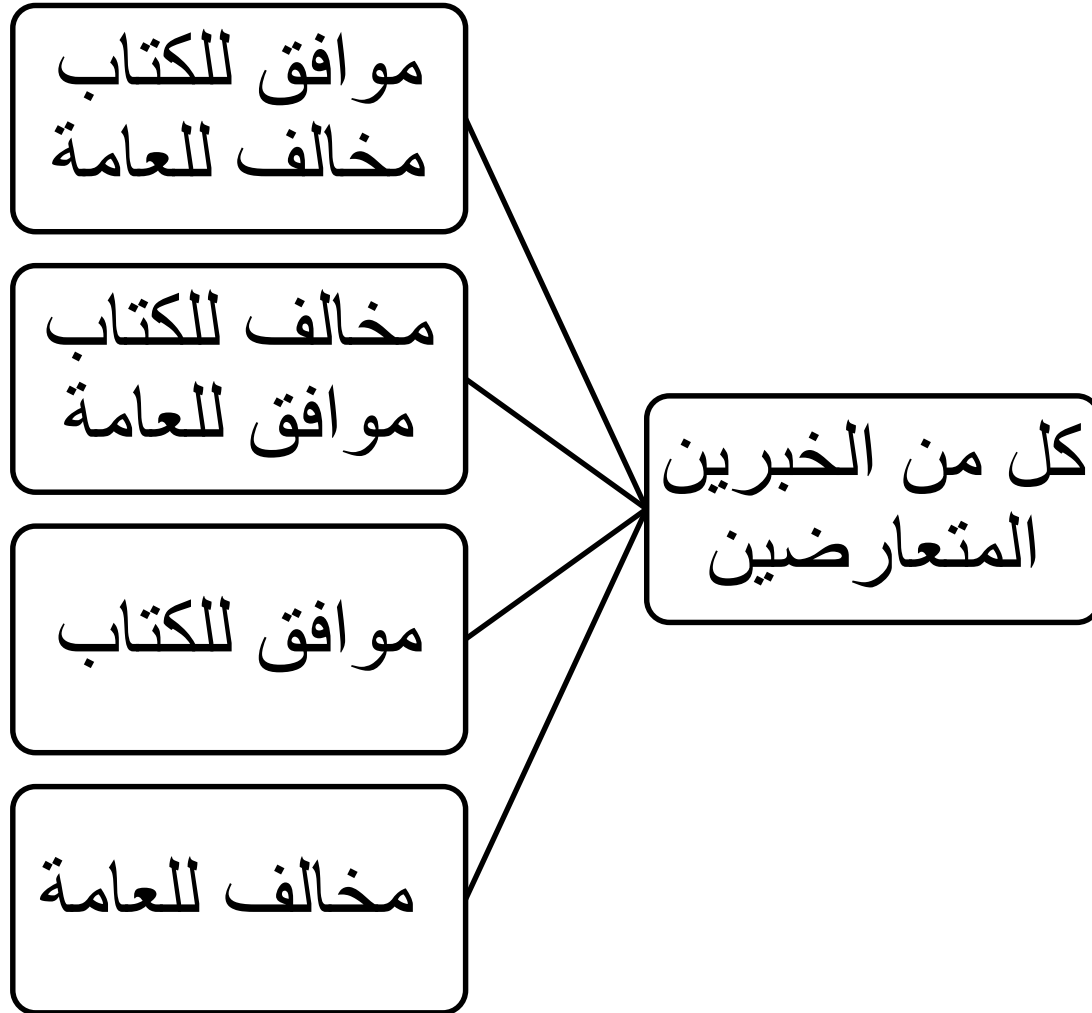 كل من الخبرين
المتعارضين
موافق للكتاب
مخالف للعامة
مخالف للكتاب
موافق للعامة
موافق للكتاب
مخالف للعامة